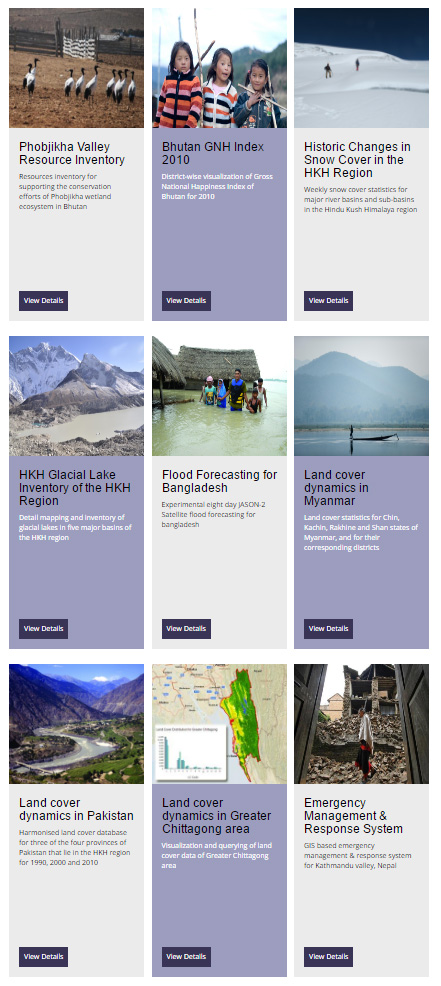 Phobjikha Valley
Resource Inventory
Resources inventory for
supporting the conservation
efforts of Phobjikha wetland
ecosystem in Bhutan
View Details
Bhutan GNH Index
2010
District-wise visualization of Gross
National Happiness Index of
Bhutan for 2010
View Details
Historic Changes in
Snow Cover in the
HKH Region
Weekly snow cover statistics for
major river basins and sub-basins
in the Hindu Kush Himalaya region
View Details
HKH Glacial Lake
Inventory of the HKH
Region
Detail mapping and inventory of
glacial lakes in five major basins of
the HKH region
View Details
Flood Forecasting for
Bangladesh
Experimental eight day JASON-2
Satellite flood forecasting for
bangladesh
View Details
Land cover
dynamics in
Myanmar
Land cover statistics for Chin,
Kachin, Rakhine and Shan states of
Myanmar, and for their
corresponding districts
View Details
Land cover
dynamics in Pakistan
Harmonised land cover database
for three of the four provinces of
Pakistan that lie in the HKH region
for 1990, 2000 and 2010
View Details
Land cover
dynamics in Greater
Chittagong area
Visualization and querying of land
cover data of Greater Chittagong
area
View Details
Emergency
Management &
Response System
GIS based emergency
management & response system
for Kathmandu valley, Nepal
View Details